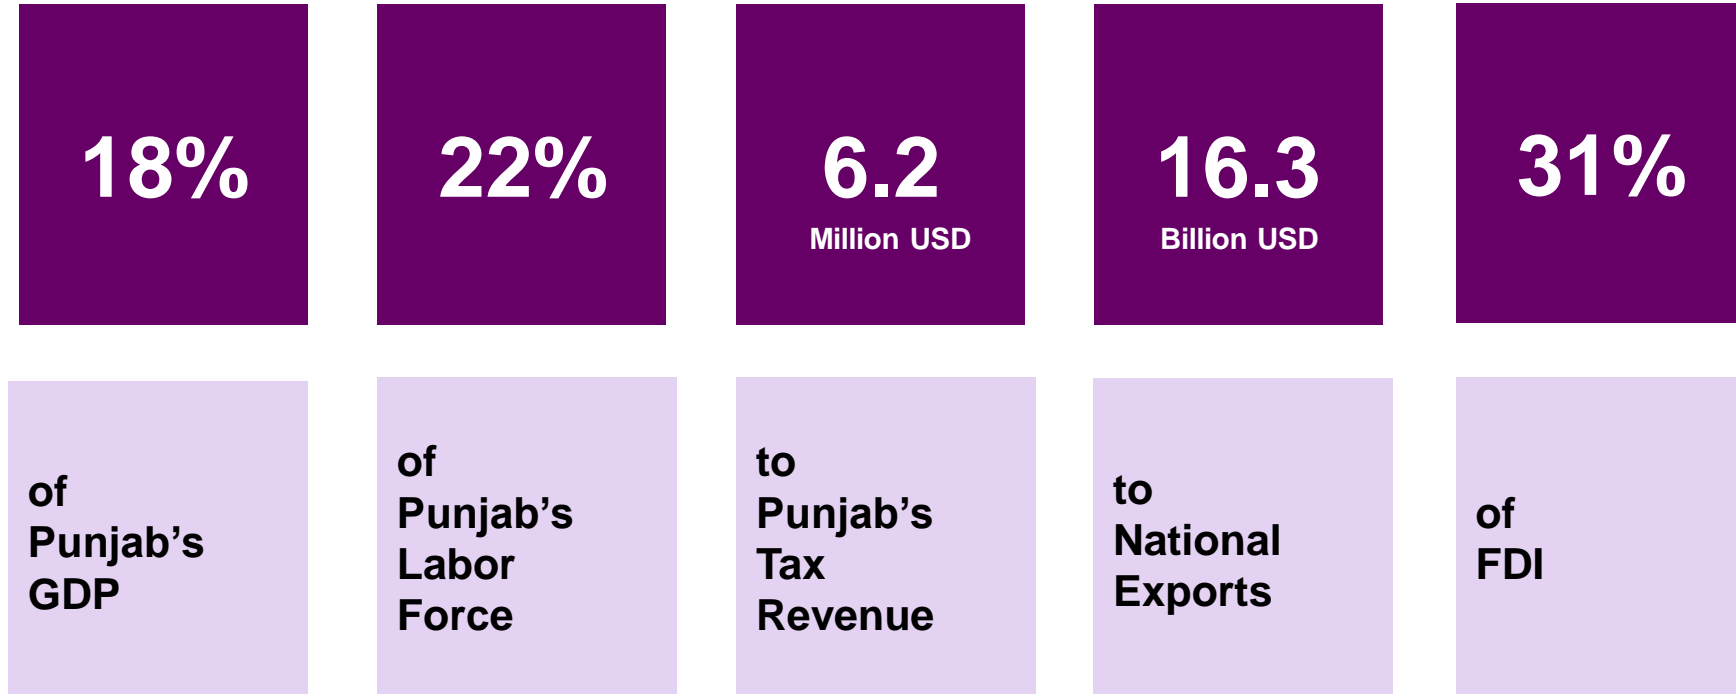 18%
22%
6.2
Million USD
16.3
Billion USD
31%
of
Punjab’s
GDP
of
Punjab’s
Labor
Force
to
Punjab’s
Tax
Revenue
to
National
Exports
of
FDI